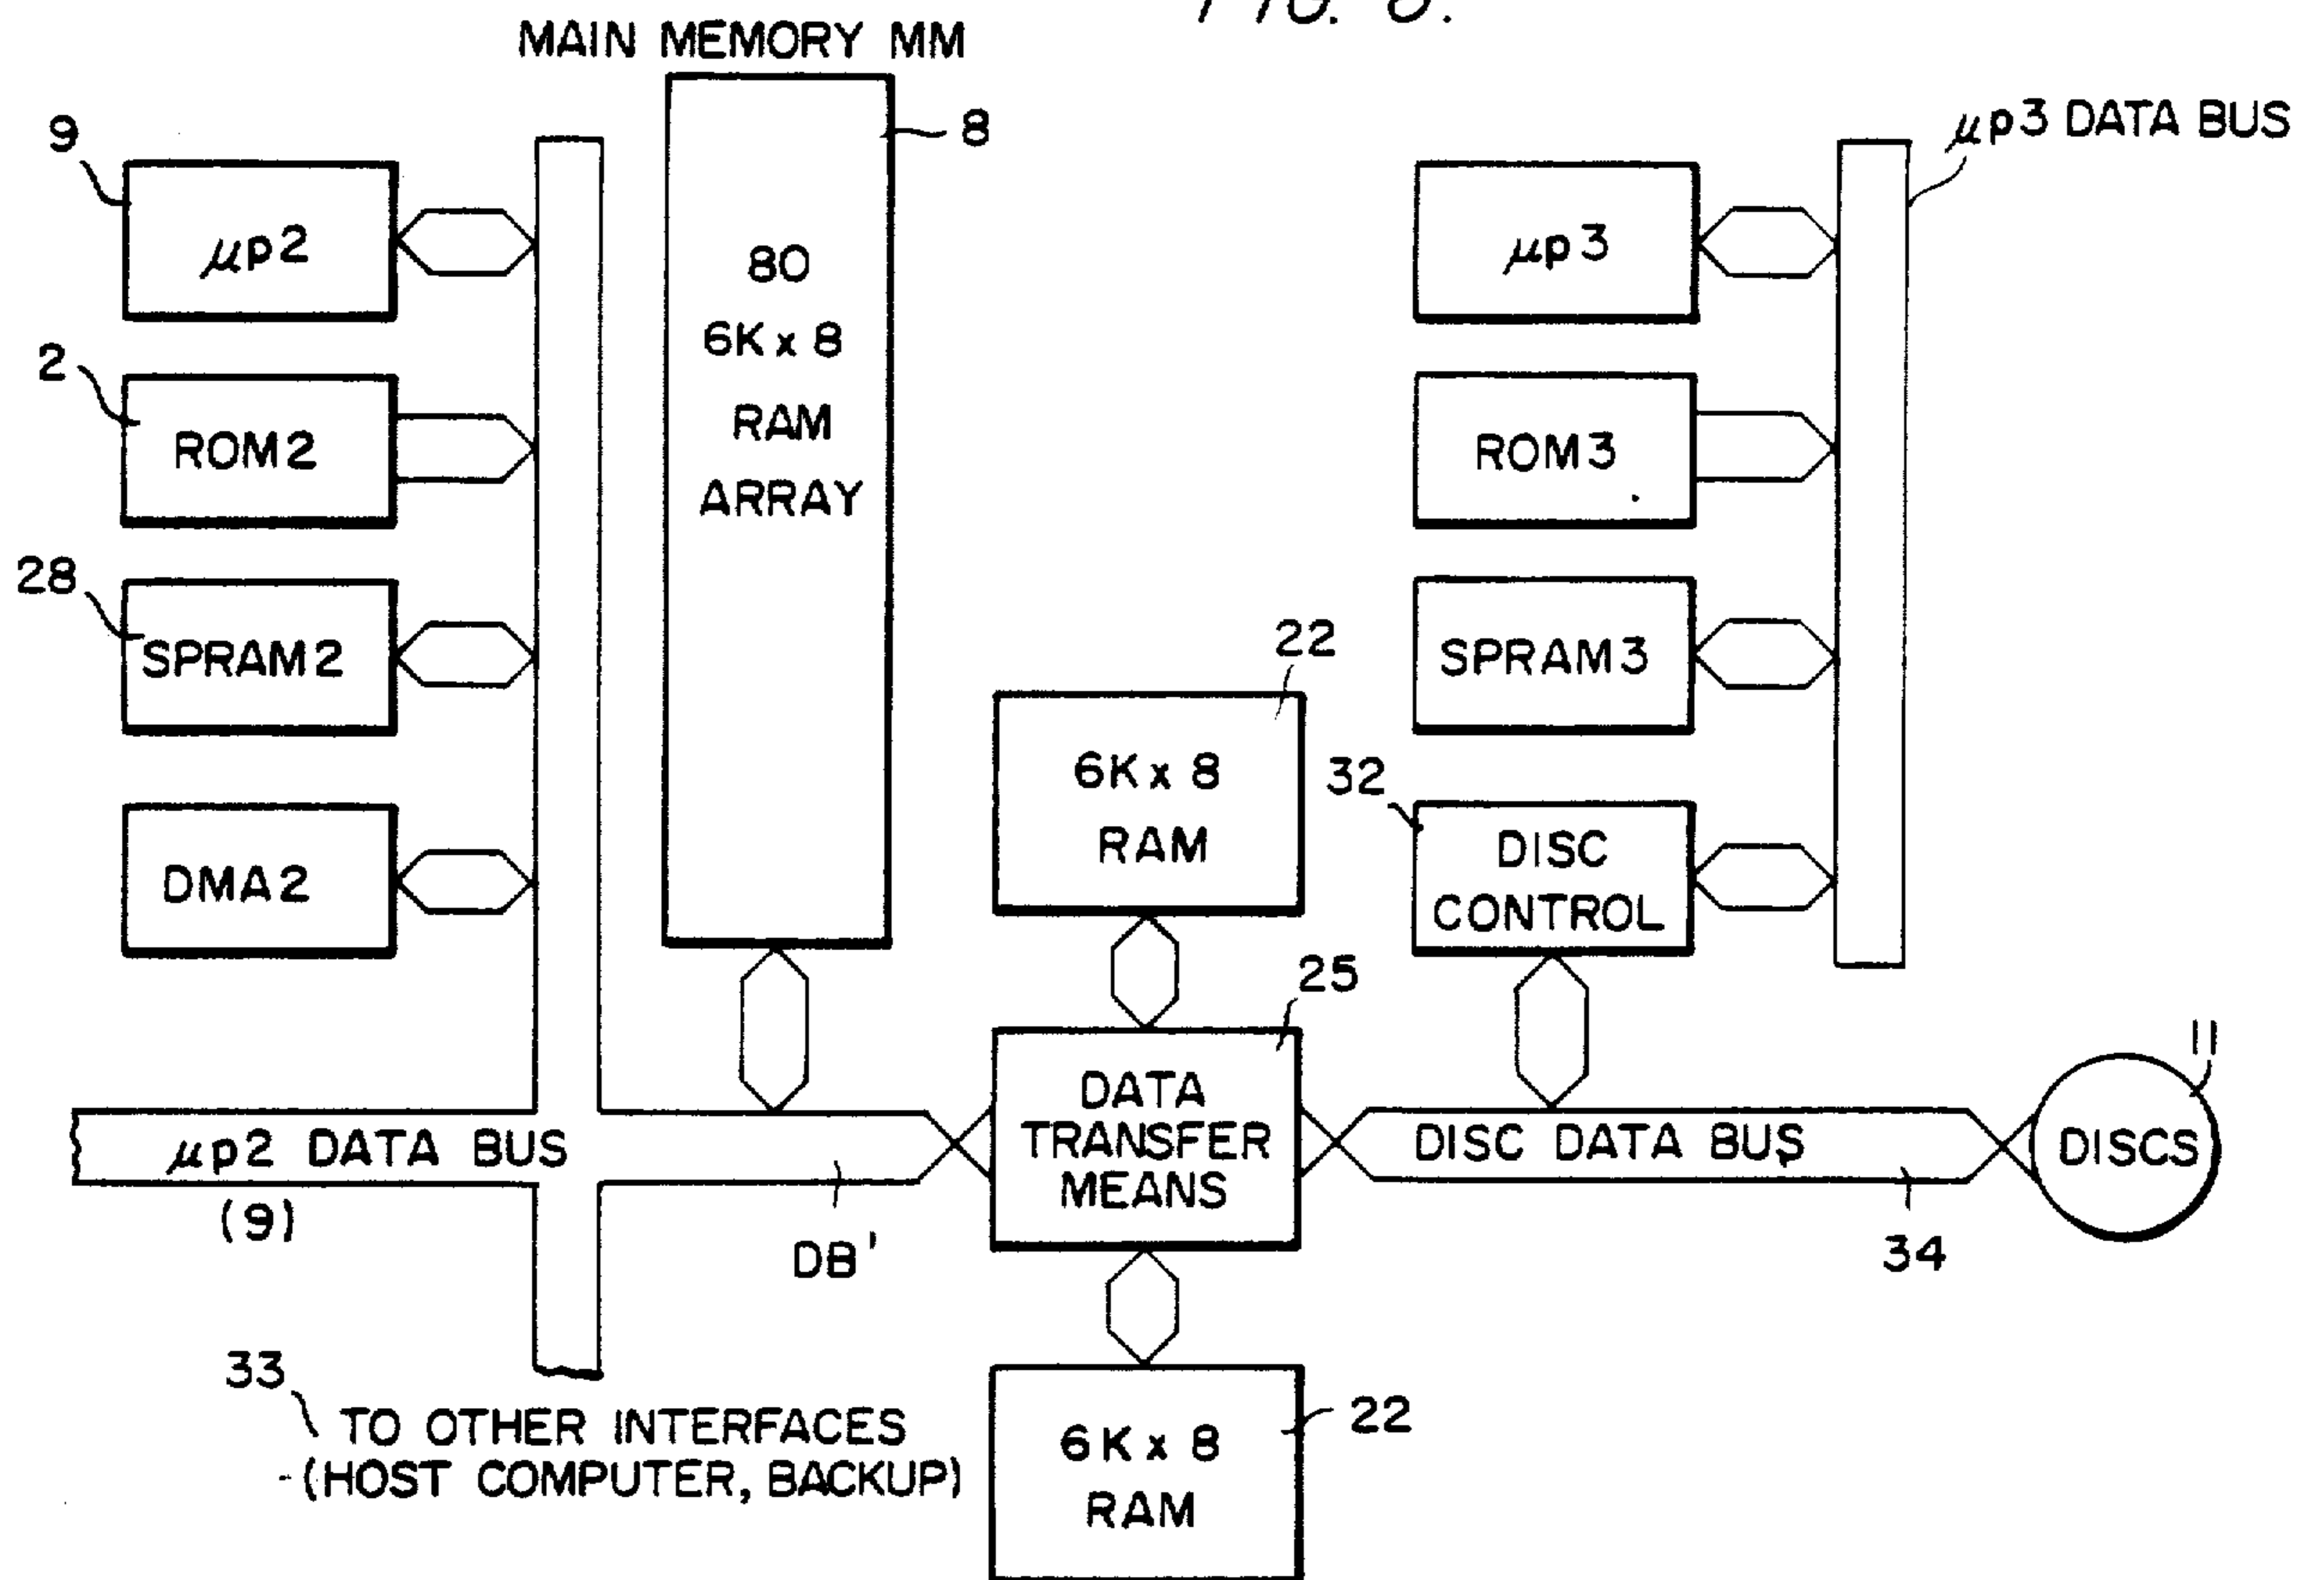 MAIN MEMORY MM
9
μp2
2
ROM2
28
SPRAM2
DMA2
8
80
6K x 8
RAM
ARRAY
μp3 DATA BUS
μp3
ROM3
SPRAM3
32
DISC
CONTROL
22
6K x 8
RAM
25
DATA
TRANSFER
MEANS
μp2 DATA BUS
(9)
DB'
DISC DATA BUS
34
11
DISCS
33
TO OTHER INTERFACES
(HOST COMPUTER, BACKUP)
22
6K x 8
RAM